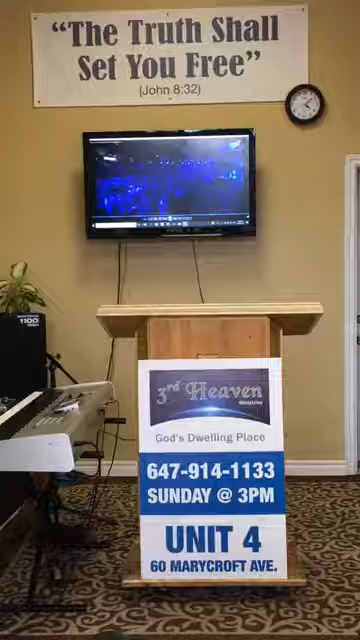 “The Truth Shall
Set You Free”
(John 8:32)
1100
3rd Heaven
Ministries
God's Dwelling Place
647-914-1133
SUNDAY @ 3PM
UNIT 4
60 MARYCROFT AVE.